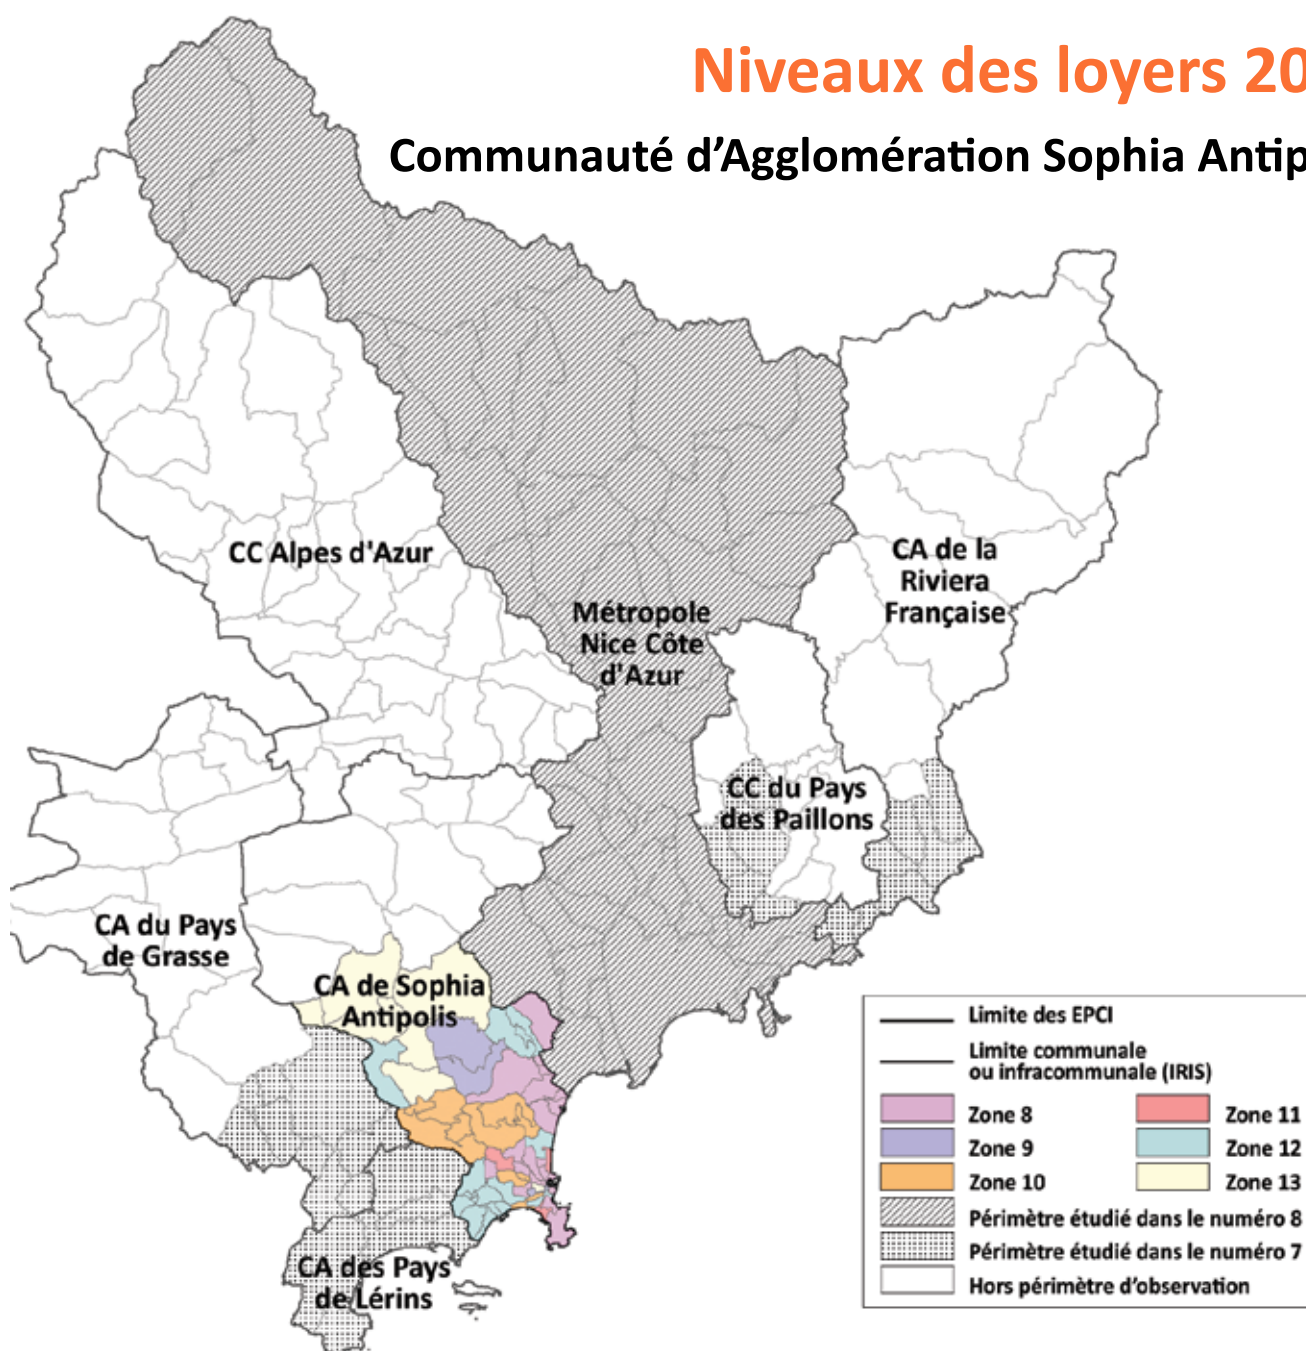 Niveaux des loyers 20
Communauté d'Agglomération Sophia Antip
CC Alpes d'Azur
CA de la
Riviera
Française
Métropole
Nice Côte
d'Azur
CC du Pays
des Paillons
CA du Pays
de Grasse
CA de Sophia
Antipolis
CA des Pays
de Lérins
Limite des EPCI
Limite communale
ou infracommunale (IRIS)
Zone 8
Zone 11
Zone 9
Zone 12
Zone 10
Zone 13
Périmètre étudié dans le numéro 8
Périmètre étudié dans le numéro 7
Hors périmètre d'observation